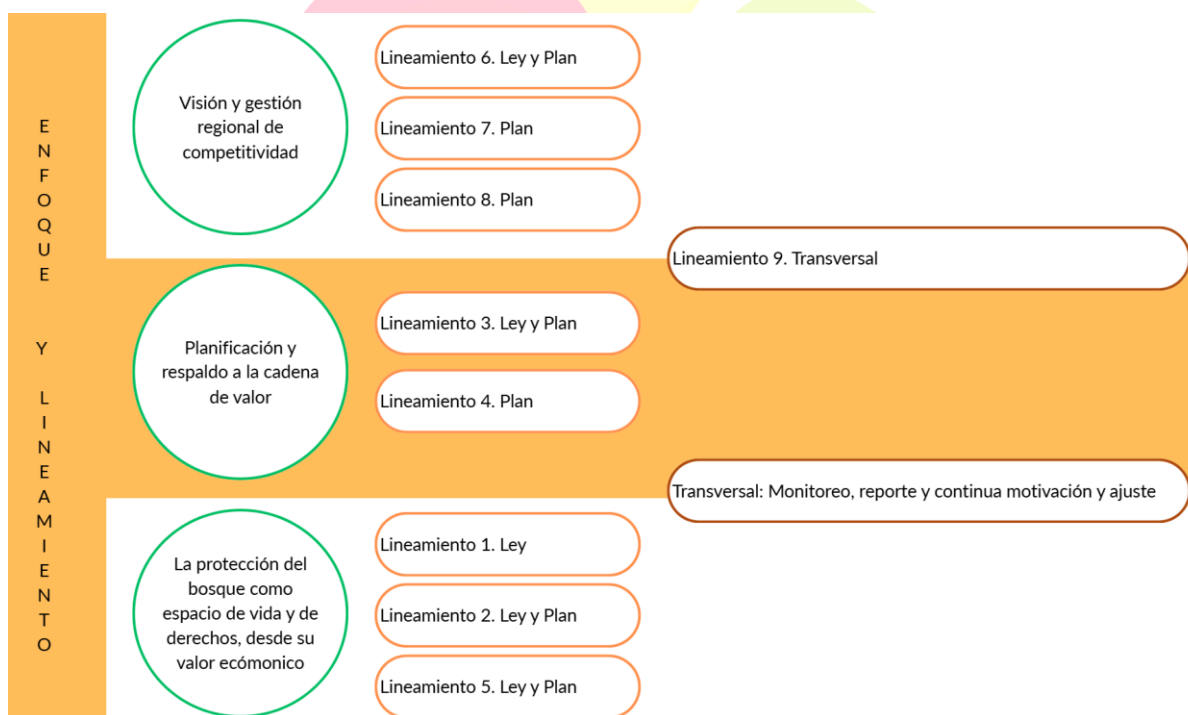 ENFOQUE Y LINEAMIENTO
Visión y gestión
regional de
competitividad
Lineamiento 6. Ley y Plan
Lineamiento 7. Plan
Lineamiento 8. Plan
Lineamiento 9. Transversal
Planificación y
respaldo a la cadena
de valor
Lineamiento 3. Ley y Plan
Lineamiento 4. Plan
Transversal: Monitoreo, reporte y continua motivación y ajuste
La protección del
bosque como
espacio de vida y de
derechos, desde su
valor ecómonico
Lineamiento 1. Ley
Lineamiento 2. Ley y Plan
Lineamiento 5. Ley y Plan